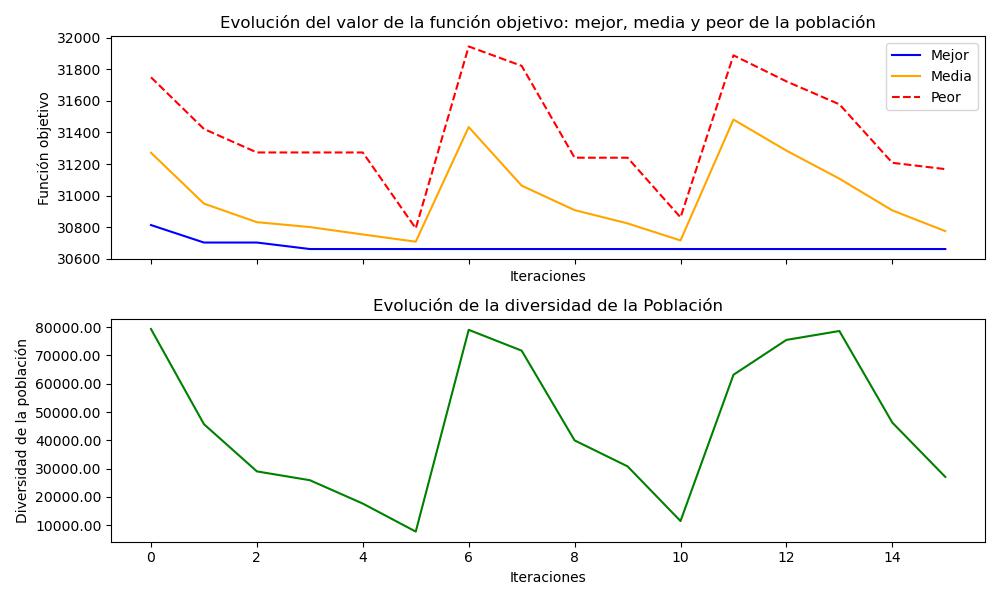 Evolución del valor de la función objetivo: mejor, media y peor de la población
32000
31800
31600
31400
31200
31000
30800
30600
Función objetivo
Mejor
Media
Peor
Iteraciones
Evolución de la diversidad de la Población
80000.00
70000.00
60000.00
50000.00
40000.00
30000.00
20000.00
10000.00
Diversidad de la población
0 2 4 6 8 10 12 14
Iteraciones